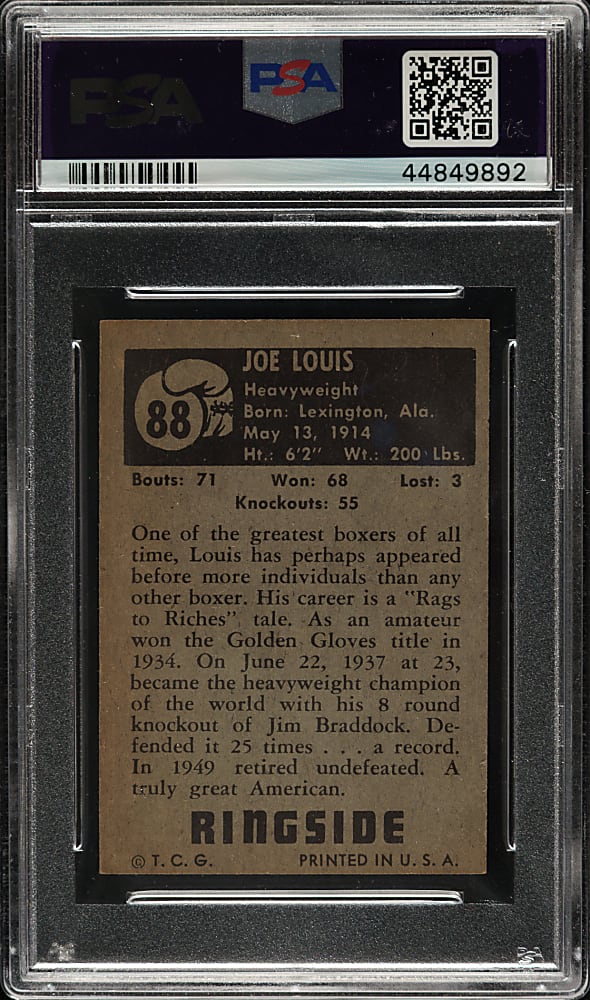 PSA
PSA
44849892
88
JOE LOUIS
Heavyweight
Born: Lexington, Ala.
May 13, 1914
Ht.: 6'2" Wt.: 200 Lbs.
Bouts: 71 Won: 68 Lost: 3
Knockouts: 55
One of the greatest boxers of all
time, Louis has perhaps appeared
before more individuals than any
other boxer. His career is a "Rags
to Riches" tale. As an amateur
won the Golden Gloves title in
1934. On June 22, 1937 at 23,
became the heavyweight champion
of the world with his 8 round
knockout of Jim Braddock. De-
fended it 25 times . . . a record.
In 1949 retired undefeated. A
truly great American.
RINGSIDE
© T. C. G. PRINTED IN U. S. A.
PSA